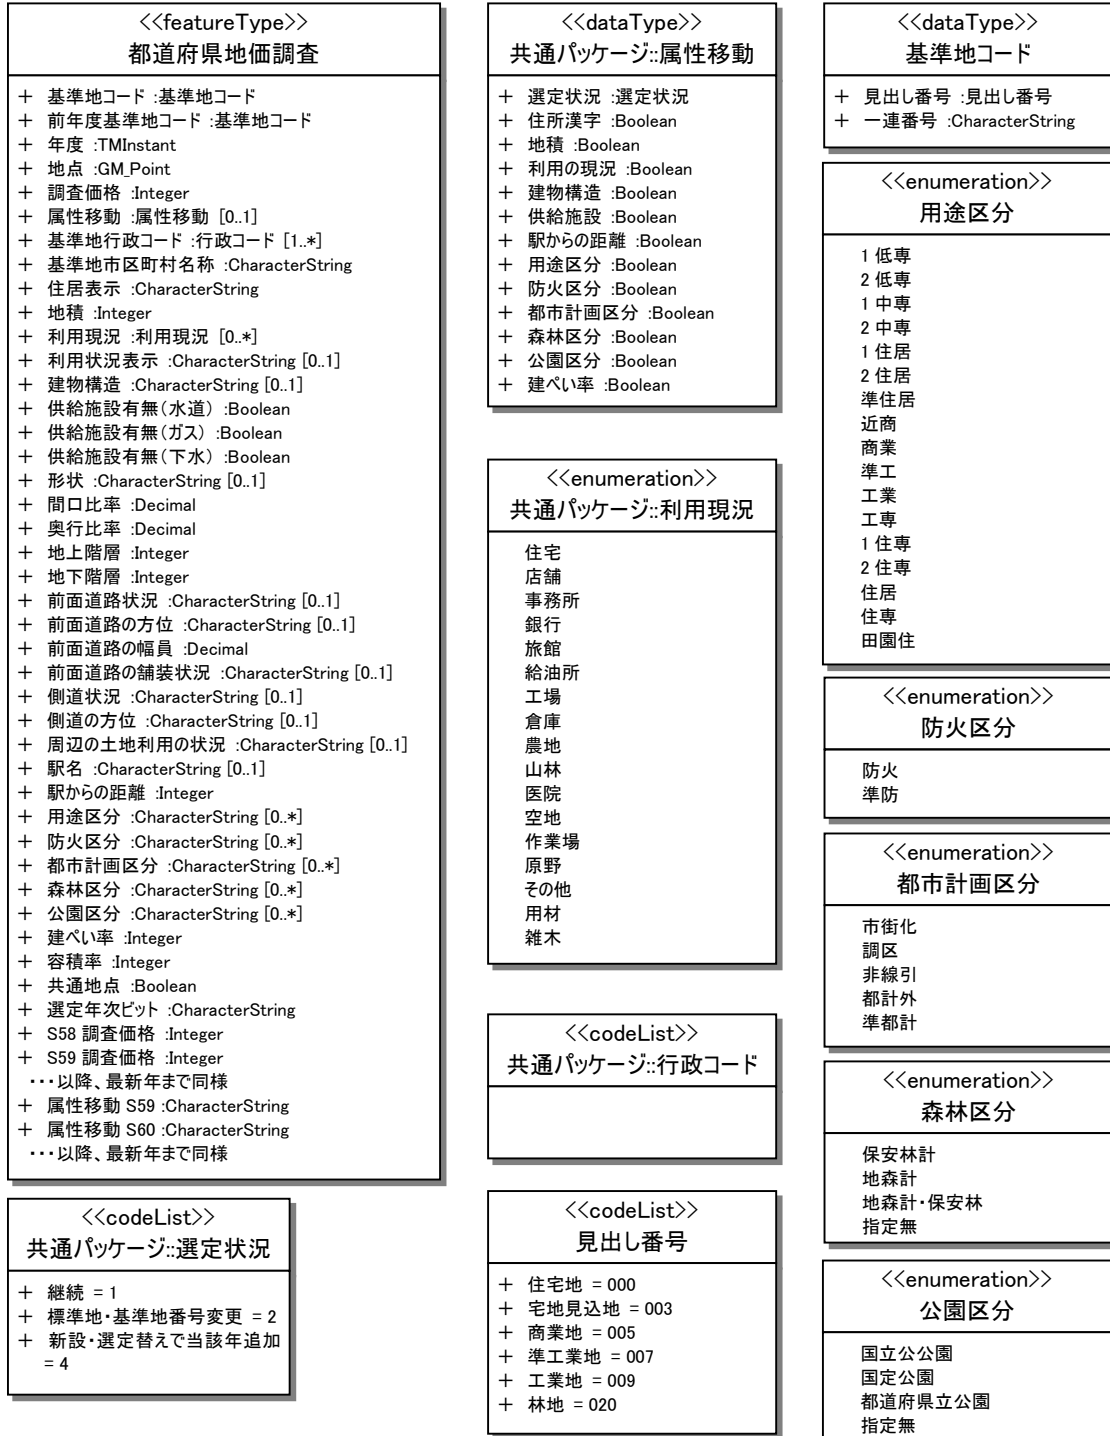 <<featureType>>
都道府県地価調査
＋ 基準地コード :基準地コード
＋ 前年度基準地コード :基準地コード
＋ 年度 :TMInstant
＋ 地点 :GM_Point
＋ 調査価格 :Integer
＋ 属性移動 :属性移動 [0..1]
＋ 基準地行政コード :行政コード [1..*]
＋ 基準地市区町村名称 :CharacterString
＋ 住居表示 :CharacterString
＋ 地積 :Integer
＋ 利用現況 :利用現況 [0..*]
＋ 利用状況表示 :CharacterString [0..1]
＋ 建物構造 :CharacterString [0..1]
＋ 供給施設有無（水道） :Boolean
＋ 供給施設有無（ガス） :Boolean
＋ 供給施設有無（下水） :Boolean
＋ 形状 :CharacterString [0..1]
＋ 間口比率 :Decimal
＋ 奥行比率 :Decimal
＋ 地上階層 :Integer
＋ 地下階層 :Integer
＋ 前面道路状況 :CharacterString [0..1]
＋ 前面道路の方位 :CharacterString [0..1]
＋ 前面道路の幅員 :Decimal
＋ 前面道路の舗装状況 :CharacterString [0..1]
＋ 側道状況 :CharacterString [0..1]
＋ 側道の方位 :CharacterString [0..1]
＋ 周辺の土地利用の状況 :CharacterString [0..1]
＋ 駅名 :CharacterString [0..1]
＋ 駅からの距離 :Integer
＋ 用途区分 :CharacterString [0..*]
＋ 防火区分 :CharacterString [0..*]
＋ 都市計画区分 :CharacterString [0..*]
＋ 森林区分 :CharacterString [0..*]
＋ 公園区分 :CharacterString [0..*]
＋ 建ぺい率 :Integer
＋ 容積率 :Integer
＋ 共通地点 :Boolean
＋ 選定年次ビット :CharacterString
＋ S58 調査価格 :Integer
＋ S59 調査価格 :Integer
・・・以降、最新年まで同様
＋ 属性移動 S59 :CharacterString
＋ 属性移動 S60 :CharacterString
・・・以降、最新年まで同様
<<codeList>>
共通パッケージ::選定状況
＋ 継続 = 1
＋ 標準地・基準地番号変更 = 2
＋ 新設・選定替えで当該年追加
= 4
<<dataType>>
共通パッケージ::属性移動
＋ 選定状況 :選定状況
＋ 住所漢字 :Boolean
＋ 地積 :Boolean
＋ 利用の現況 :Boolean
＋ 建物構造 :Boolean
＋ 供給施設 :Boolean
＋ 駅からの距離 :Boolean
＋ 用途区分 :Boolean
＋ 防火区分 :Boolean
＋ 都市計画区分 :Boolean
＋ 森林区分 :Boolean
＋ 公園区分 :Boolean
＋ 建ぺい率 :Boolean
<<enumeration>>
共通パッケージ::利用現況
住宅
店舗
事務所
銀行
旅館
給油所
工場
倉庫
農地
山林
医院
空地
作業場
原野
その他
用材
雑木
<<codeList>>
共通パッケージ::行政コード
<<codeList>>
見出し番号
＋ 住宅地 = 000
＋ 宅地見込地 = 003
＋ 商業地 = 005
＋ 準工業地 = 007
＋ 工業地 = 009
＋ 林地 = 020
<<dataType>>
基準地コード
＋ 見出し番号 :見出し番号
＋ 一連番号 :CharacterString
<<enumeration>>
用途区分
1 低専
2 低専
1 中専
2 中専
1 住居
2 住居
準住居
近商
商業
準工
工業
工専
1 住専
2 住専
住居
住専
田園住
<<enumeration>>
防火区分
防火
準防
<<enumeration>>
都市計画区分
市街化
調区
非線引
都計外
準都計
<<enumeration>>
森林区分
保安林計
地森計
地森計・保安林
指定無
<<enumeration>>
公園区分
国立公公園
国定公園
都道府県立公園
指定無